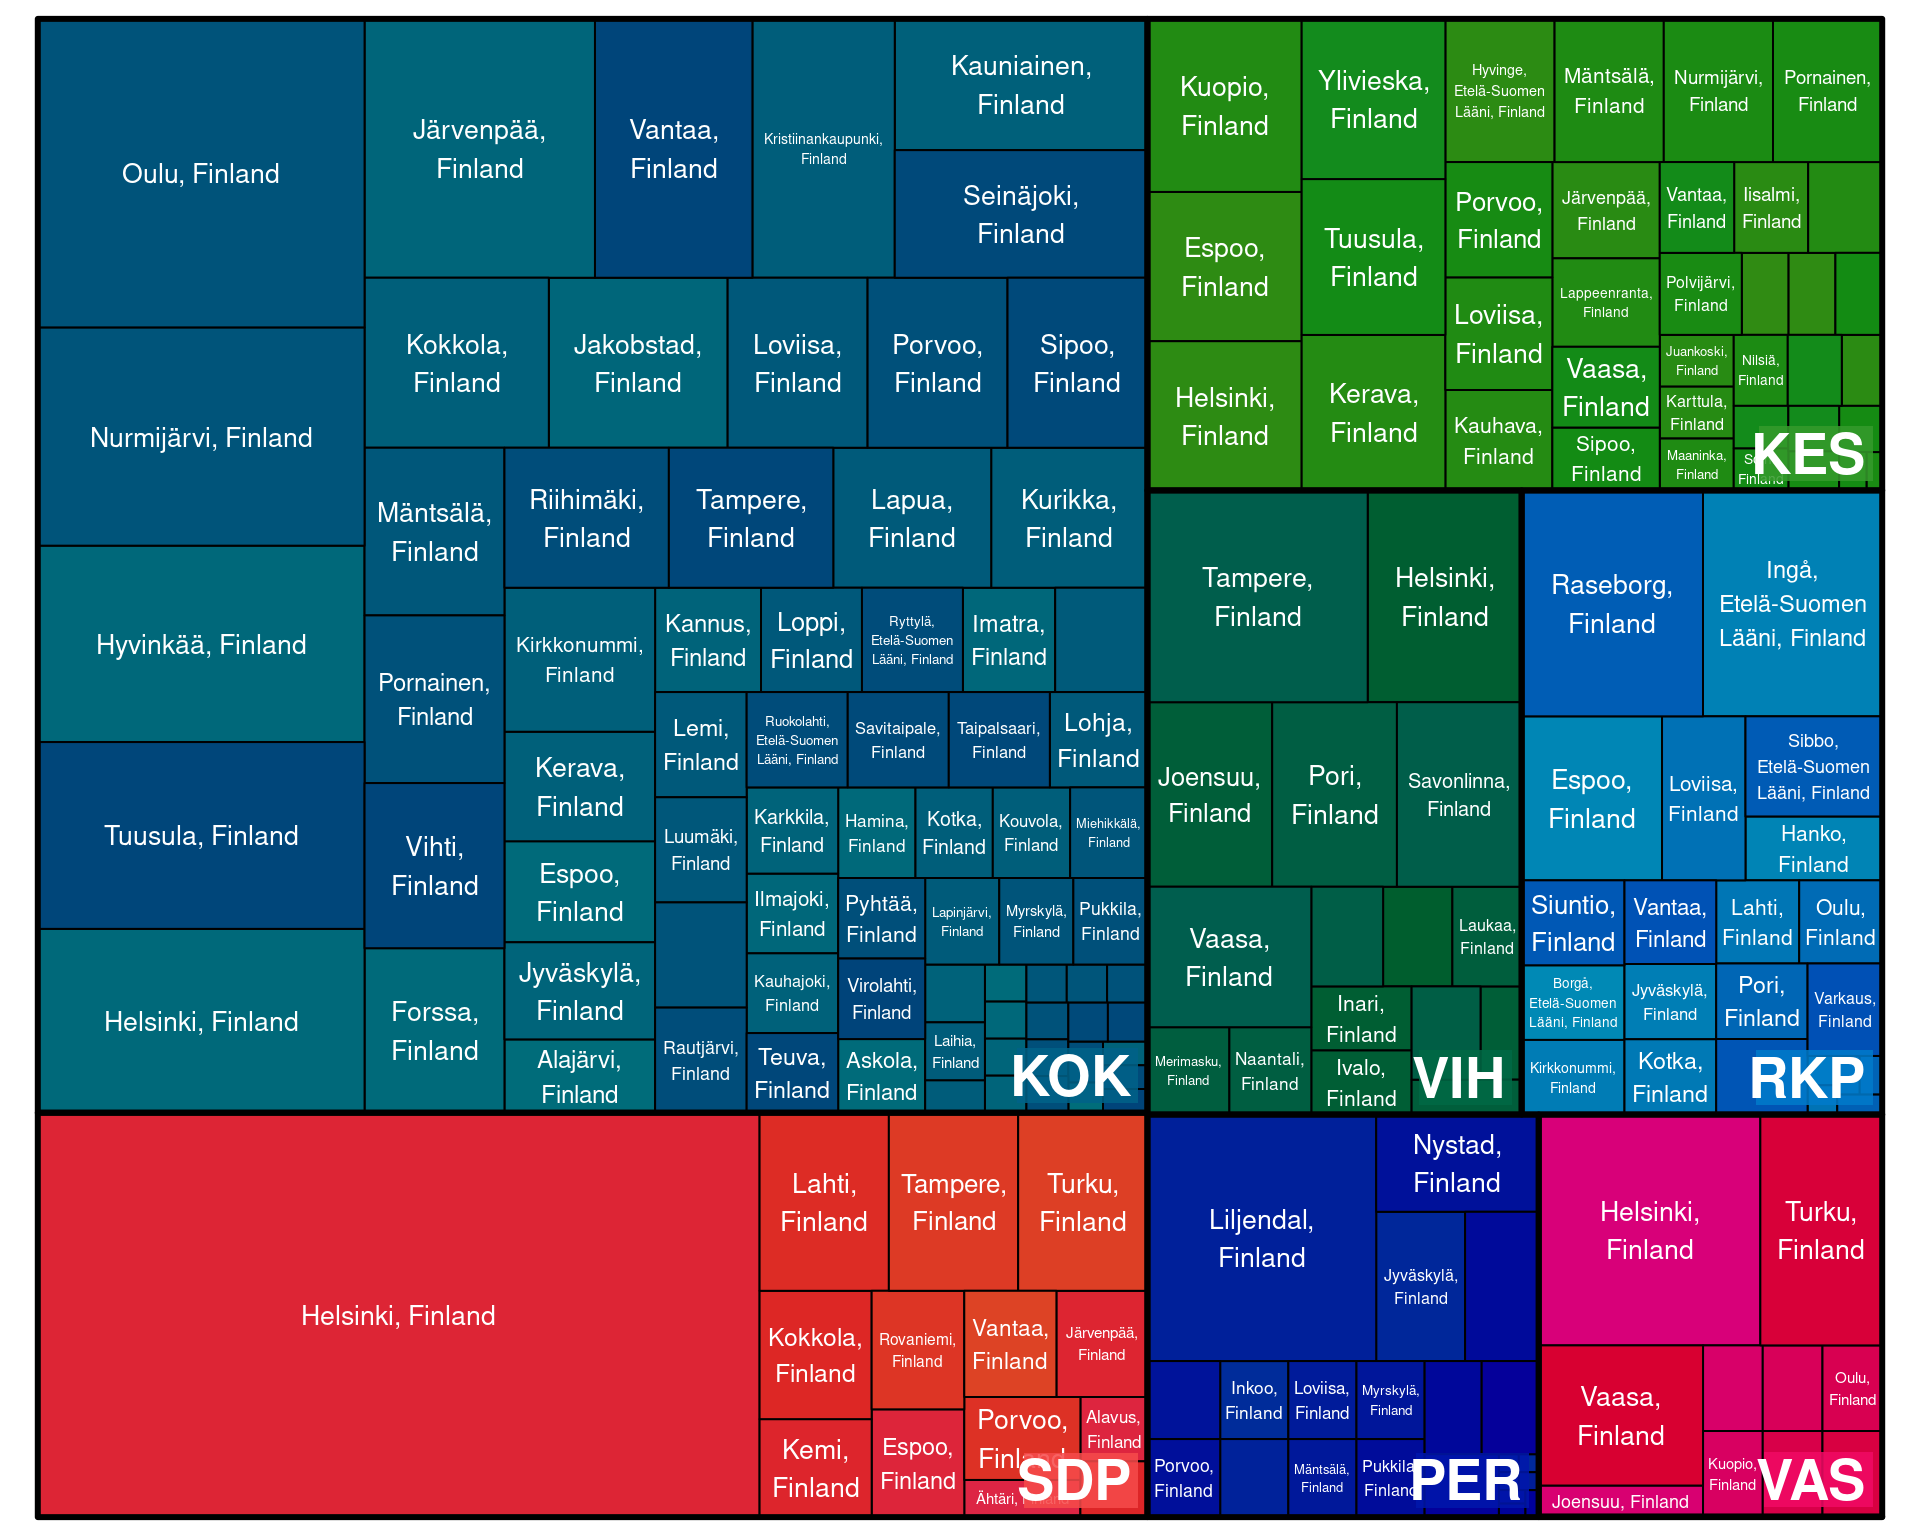 Oulu, Finland
Nurmijärvi, Finland
Hyvinkää, Finland
Tuusula, Finland
Helsinki, Finland
Järvenpää,
Finland
Vantaa,
Finland
Kristiinankaupunki,
Finland
Kauniainen,
Finland
Seinäjoki,
Finland
Kokkola,
Finland
Jakobstad,
Finland
Loviisa,
Finland
Porvoo,
Finland
Sipoo,
Finland
Mäntsälä,
Finland
Pornainen,
Finland
Vihti,
Finland
Forssa,
Finland
Riihimäki,
Finland
Tampere,
Finland
Lapua,
Finland
Kurikka,
Finland
Kirkkonummi,
Finland
Kerava,
Finland
Espoo,
Finland
Jyväskylä,
Finland
Alajärvi,
Finland
Kannus,
Finland
Loppi,
Finland
Ryttylä,
Etelä-Suomen
Lääni, Finland
Imatra,
Finland
Lemi,
Finland
Luumäki,
Finland
Rautjärvi,
Finland
Ruokolahti,
Etelä-Suomen
Lääni, Finland
Savitaipale,
Finland
Taipalsaari,
Finland
Lohja,
Finland
Karkkila,
Finland
Ilmajoki,
Finland
Kauhajoki,
Finland
Teuva,
Finland
Hamina,
Finland
Kotka,
Finland
Kouvola,
Finland
Miehikkälä,
Finland
Pyhtää,
Finland
Virolahti,
Finland
Askola,
Finland
Lapinjärvi,
Finland
Myrskylä,
Finland
Pukkila,
Finland
Laihia,
Finland
KOK
Kuopio,
Finland
Espoo,
Finland
Helsinki,
Finland
Ylivieska,
Finland
Tuusula,
Finland
Kerava,
Finland
Hyvinge,
Etelä-Suomen
Lääni, Finland
Mäntsälä,
Finland
Nurmijärvi,
Finland
Pornainen,
Finland
Porvoo,
Finland
Loviisa,
Finland
Kauhava,
Finland
Järvenpää,
Finland
Lappeenranta,
Finland
Vaasa,
Finland
Sipoo,
Finland
Vantaa,
Finland
Iisalmi,
Finland
Polvijärvi,
Finland
Juankoski,
Finland
Karttula,
Finland
Maaninka,
Finland
Nilsiä,
Finland
Finland
KES
Tampere,
Finland
Helsinki,
Finland
Joensuu,
Finland
Pori,
Finland
Savonlinna,
Finland
Vaasa,
Finland
Merimasku,
Finland
Naantali,
Finland
Laukaa,
Finland
Inari,
Finland
Ivalo,
Finland
VIH
Raseborg,
Finland
Ingå,
Etelä-Suomen
Lääni, Finland
Espoo,
Finland
Loviisa,
Finland
Sibbo,
Etelä-Suomen
Lääni, Finland
Hanko,
Finland
Siuntio,
Finland
Vantaa,
Finland
Lahti,
Finland
Oulu,
Finland
Borgå,
Etelä-Suomen
Lääni, Finland
Jyväskylä,
Finland
Pori,
Finland
Varkaus,
Finland
Kirkkonummi,
Finland
Kotka,
Finland
RKP
Helsinki, Finland
Lahti,
Finland
Tampere,
Finland
Turku,
Finland
Kokkola,
Finland
Kemi,
Finland
Rovaniemi,
Finland
Espoo,
Finland
Vantaa,
Finland
Järvenpää,
Finland
Porvoo,
Finland
Alavus,
Finland
Ähtäri, Finland
SDP
Liljendal,
Finland
Nystad,
Finland
Jyväskylä,
Finland
Inkoo,
Finland
Loviisa,
Finland
Myrskylä,
Finland
Porvoo,
Finland
Mäntsälä,
Finland
Pukkila,
Finland
PER
Helsinki,
Finland
Turku,
Finland
Vaasa,
Finland
Joensuu, Finland
Oulu,
Finland
Kuopio,
Finland
VAS